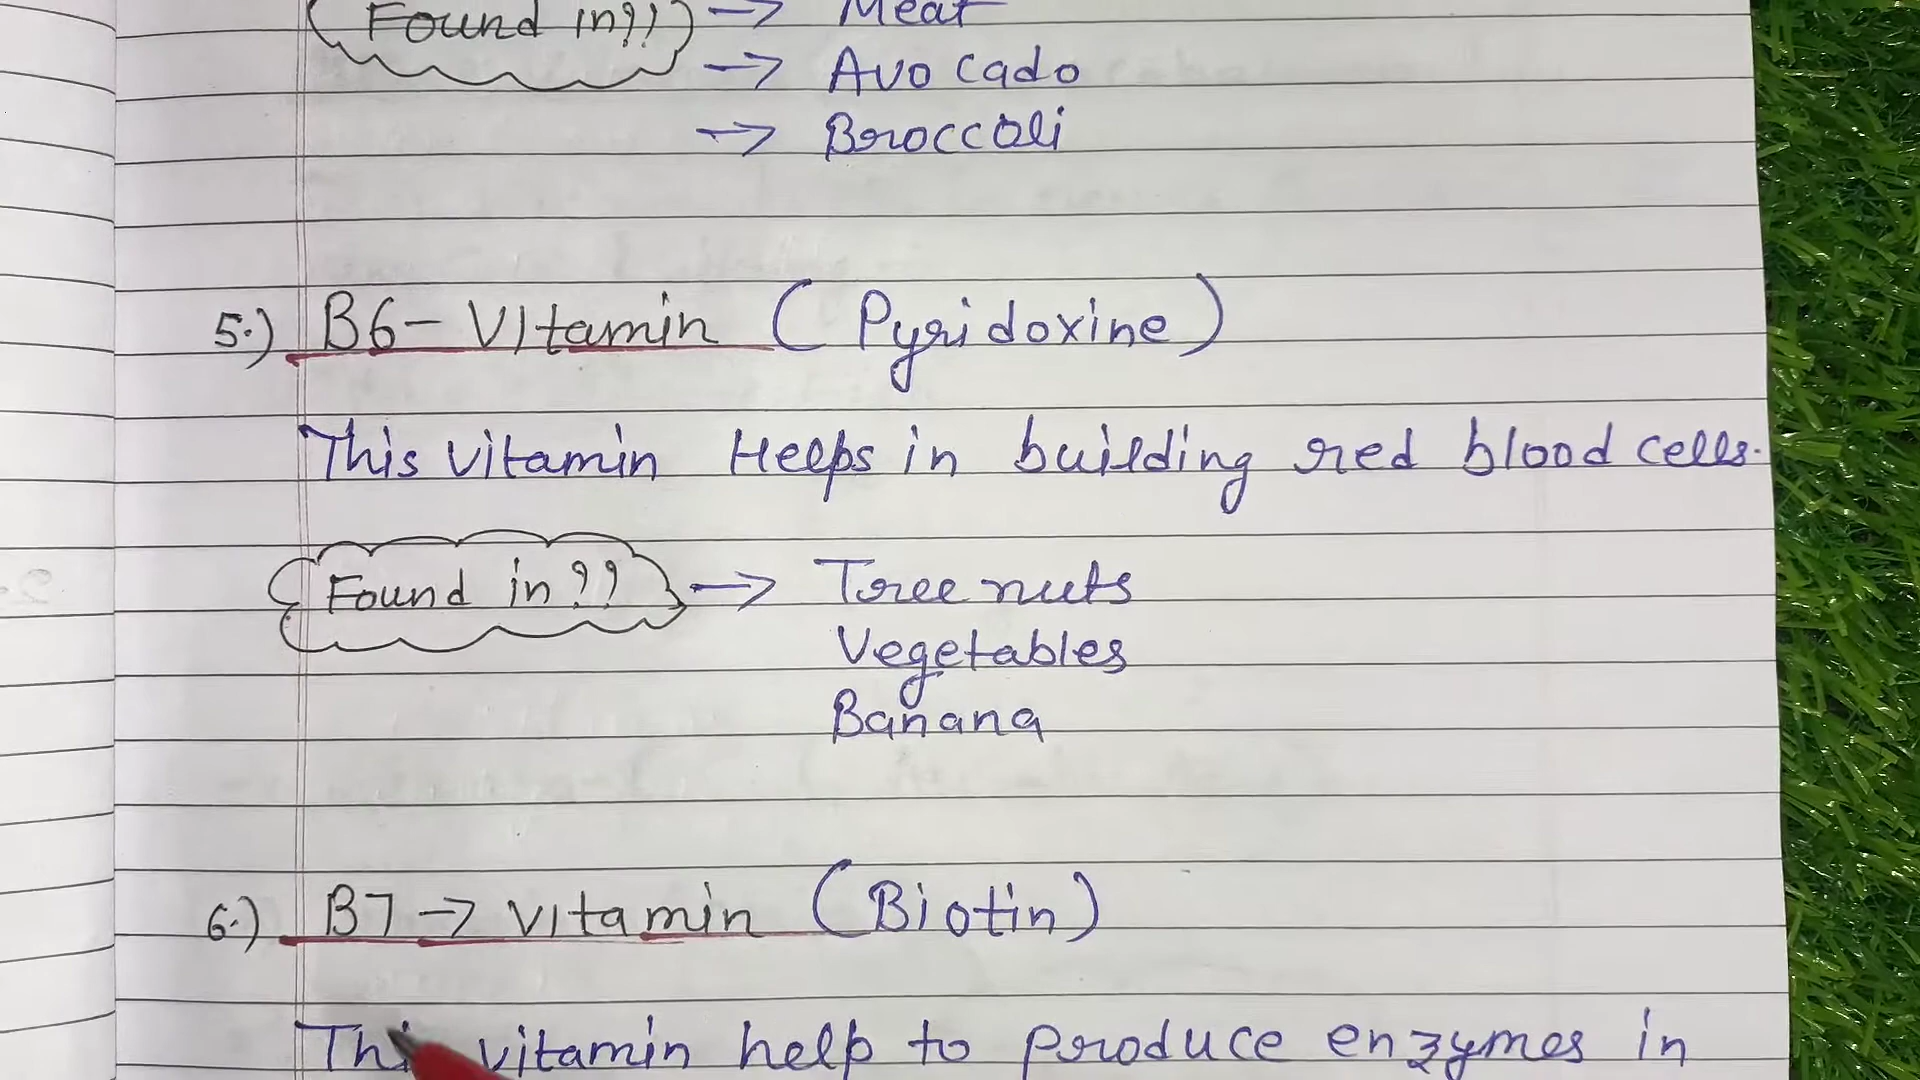 Found in?? → Meat
→ Avocado
→ Broccoli
5.) B6- Vitamin ( Pyridoxine )
This vitamin Helps in building red blood cells.
Found in?? → Tree nuts
Vegetables
Banana
6.) B7 → Vitamin ( Biotin )
This vitamin help to produce enzymes in